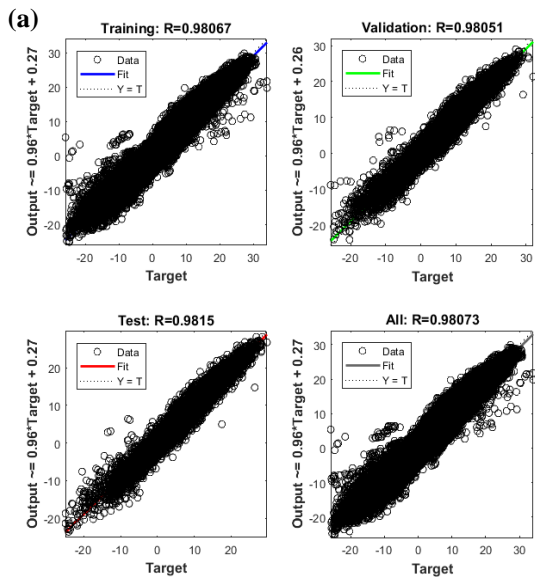 (a)
Training: R=0.98067
Output ~= 0.96*Target + 0.27
30
20
10
0
-10
-20
Data
Fit
Y = T
-20 -10 0 10 20 30
Target
Validation: R=0.98051
Output ~= 0.96*Target + 0.26
30
20
10
0
-10
-20
Data
Fit
Y = T
-20 -10 0 10 20 30
Target
Test: R=0.9815
Output ~= 0.96*Target + 0.27
20
10
0
-10
-20
Data
Fit
Y = T
-20 -10 0 10 20
Target
All: R=0.98073
Output ~= 0.96*Target + 0.27
30
20
10
0
-10
-20
Data
Fit
Y = T
-20 -10 0 10 20 30
Target